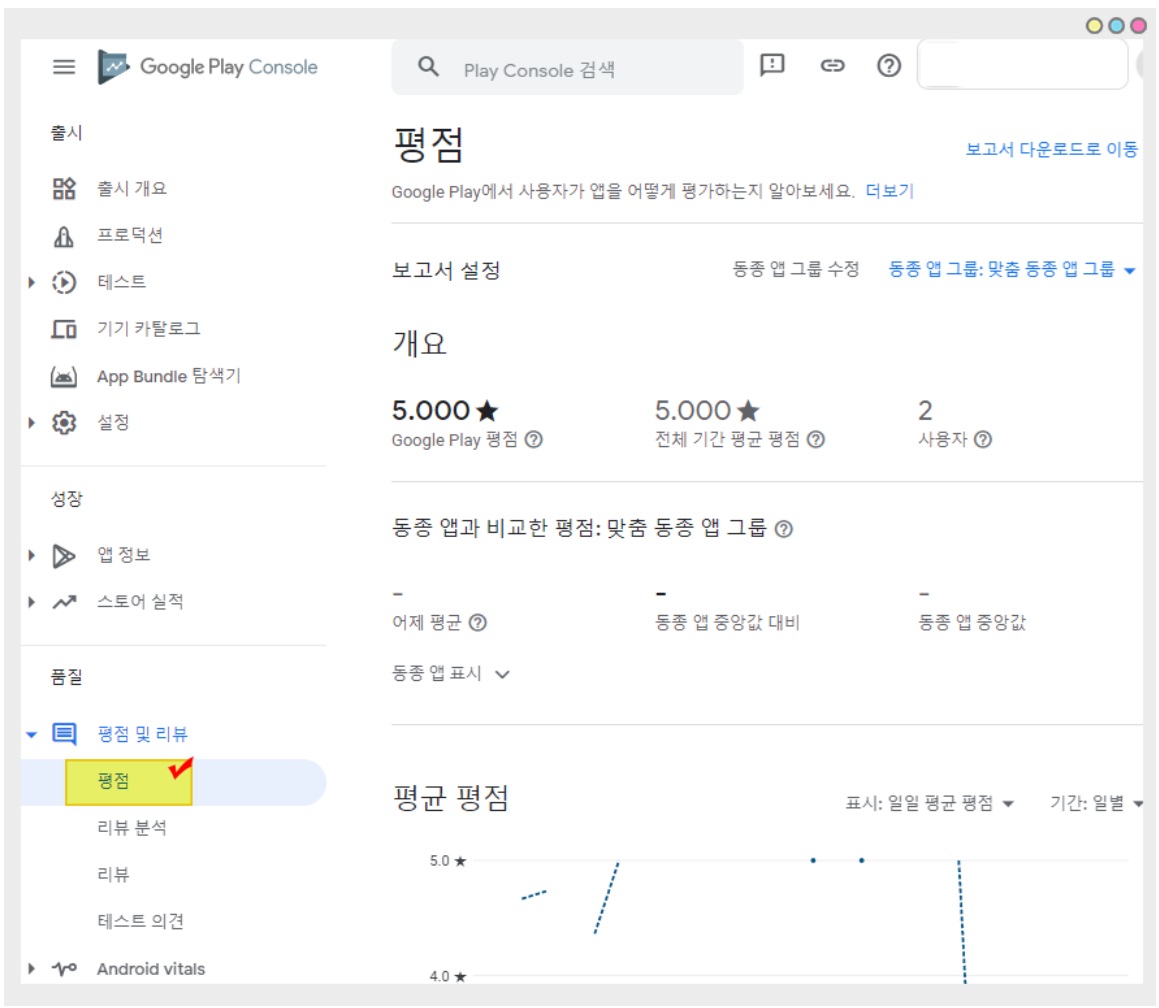 Google Play Console
Play Console 검색
출시
출시 개요
프로덕션
테스트
기기 카탈로그
App Bundle 탐색기
설정
성장
앱 정보
스토어 실적
품질
평점 및 리뷰
평점
리뷰 분석
리뷰
테스트 의견
Android vitals
평점
보고서 다운로드로 이동
Google Play에서 사용자가 앱을 어떻게 평가하는지 알아보세요. 더보기
보고서 설정
동종 앱 그룹 수정 동종 앱 그룹: 맞춤 동종 앱 그룹
개요
5.000 ★ 5.000 ★ 2
Google Play 평점 전체 기간 평균 평점 사용자
동종 앱과 비교한 평점: 맞춤 동종 앱 그룹
– – –
어제 평균 동종 앱 중앙값 대비 동종 앱 중앙값
동종 앱 표시
평균 평점
표시: 일일 평균 평점 기간: 일별
5.0 ★
4.0 ★